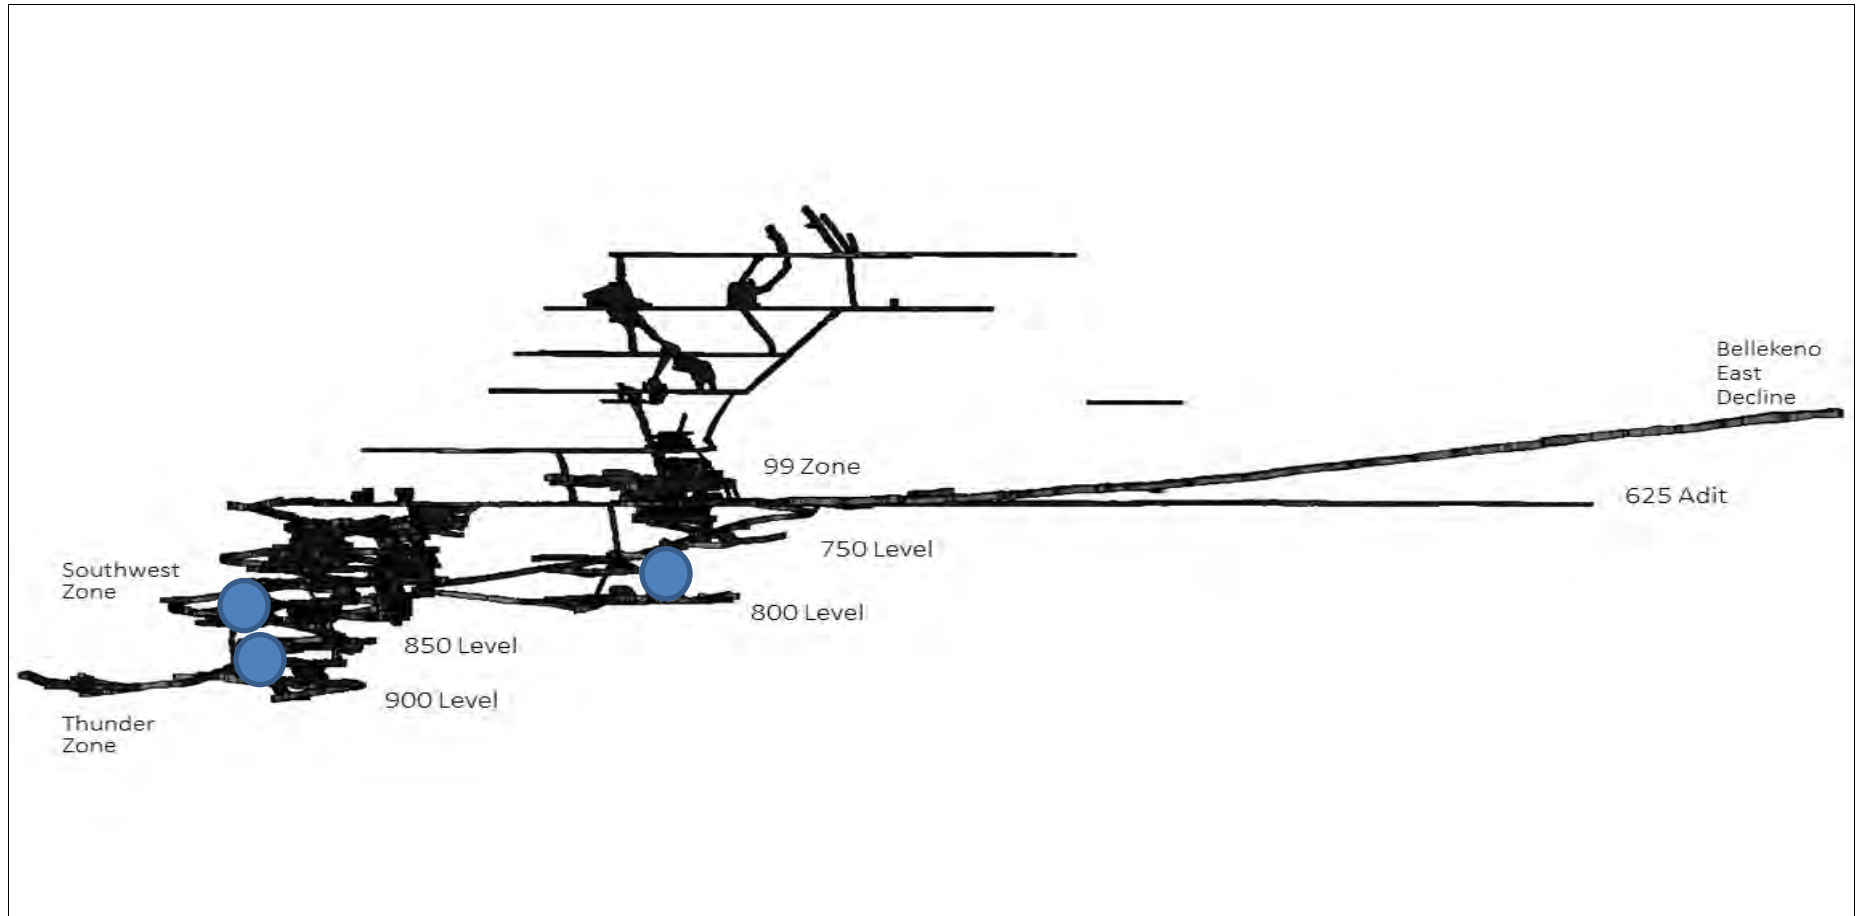 Bellekeno
East
Decline
99 Zone
625 Adit
750 Level
Southwest
Zone
800 Level
850 Level
900 Level
Thunder
Zone